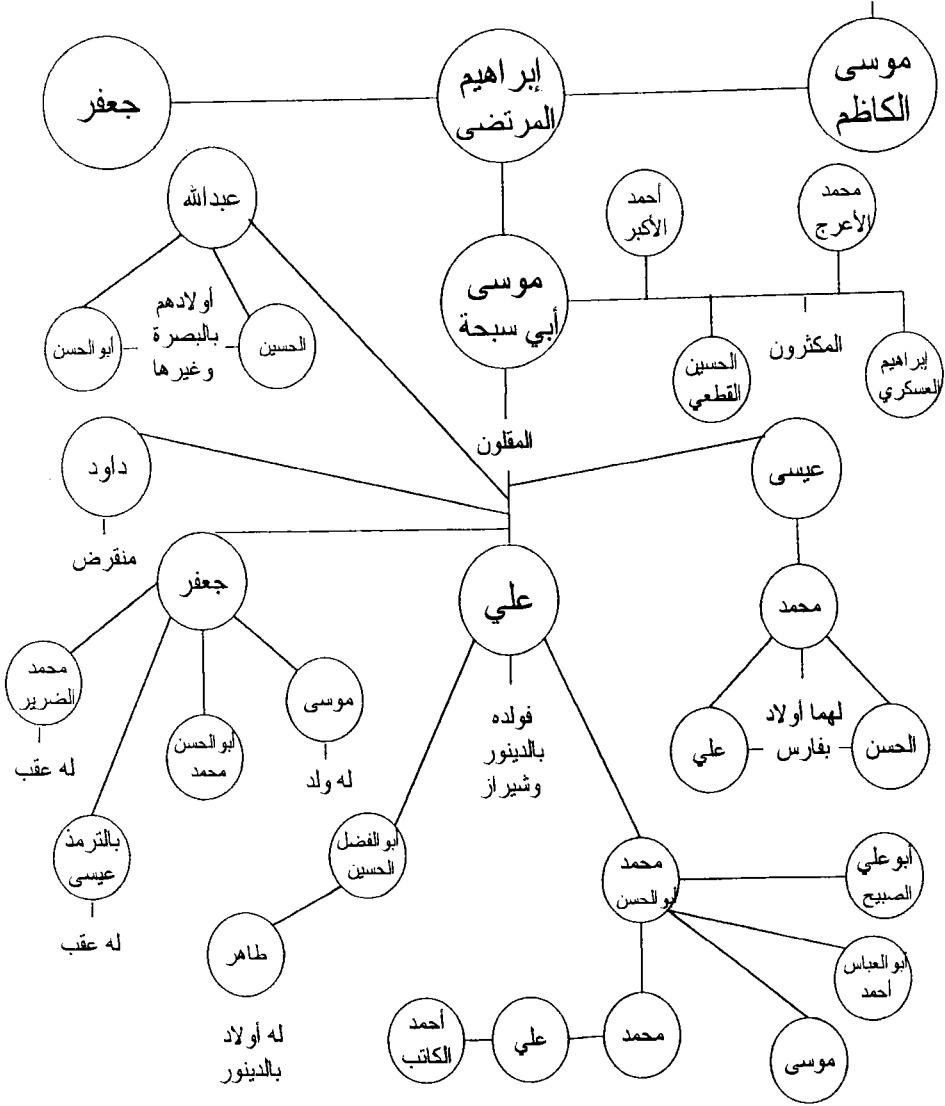 موسى
الكاظم
إبراهيم
المرتضى
جعفر
محمد
الأعرج
أحمد
الأكبر
عبدالله
موسى
أبي سبحة
إبراهيم
العسكري
المكثرون
الحسين
القطعي
الحسين
أولادهم
بالبصرة
وغيرها
أبو الحسن
المقلون
عيسى
داود
منقرض
جعفر
علي
محمد
محمد
الضرير
له عقب
أبو الحسن
محمد
موسى
له ولد
فولده
بالدينور
وشيراز
الحسن
لهما أولاد
بفارس
علي
بالترمذ
عيسى
له عقب
أبو الفضل
الحسين
محمد
أبو الحسن
أبو علي
الصبيح
طاهر
له أولاد
بالدينور
أبو العباس
أحمد
موسى
محمد
علي
أحمد
الكاتب